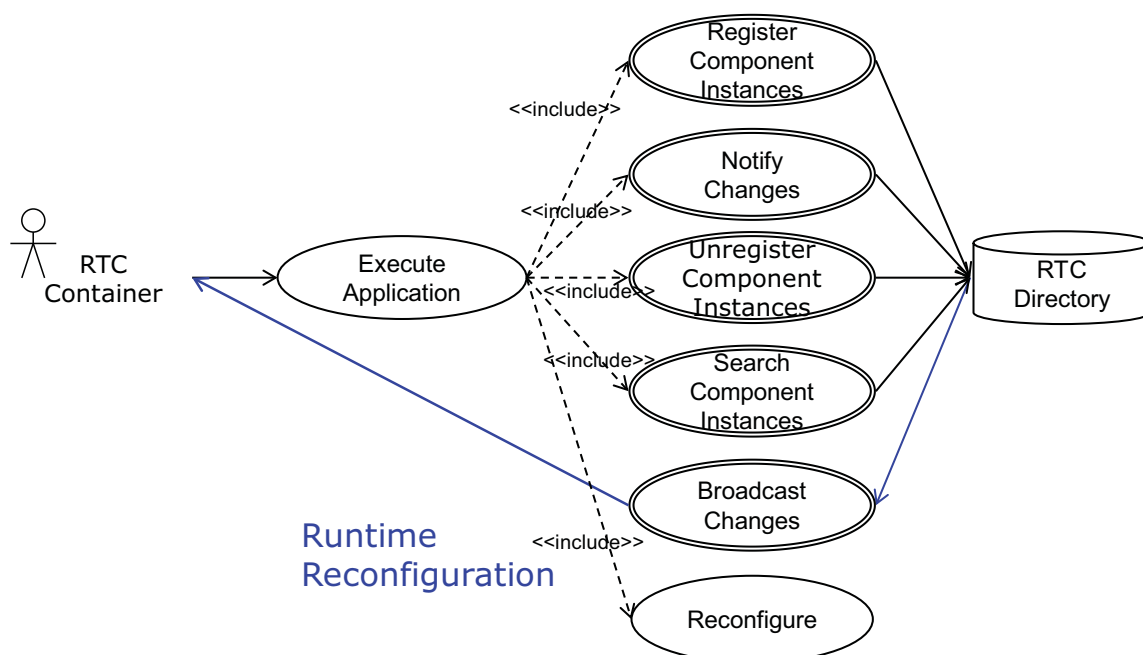 Register
Component
Instances
<<include>>
Notify
Changes
<<include>>
RTC
Container
Execute
Application
Unregister
Component
Instances
<<include>>
RTC
Directory
Search
Component
Instances
<<include>>
Broadcast
Changes
Runtime
Reconfiguration
<<include>>
Reconfigure